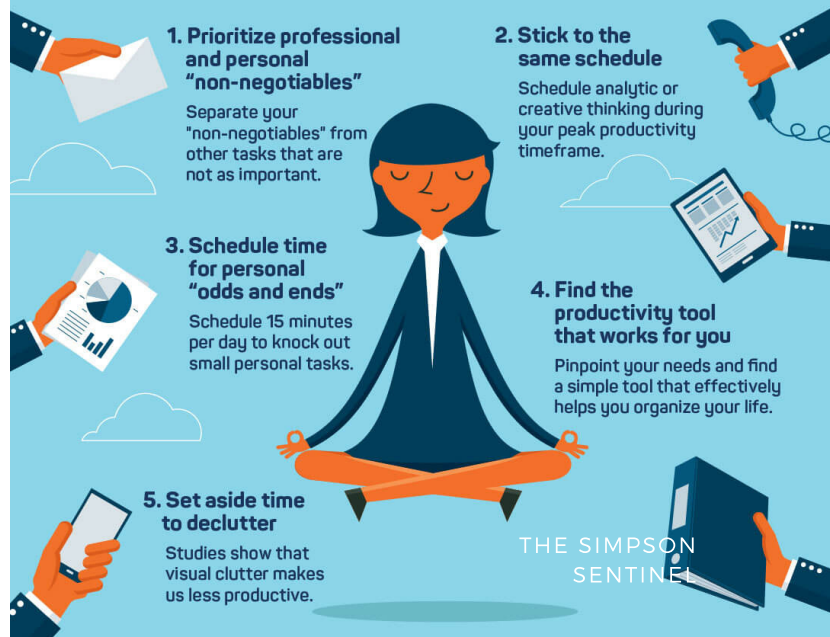 1. Prioritize professional
and personal
“non-negotiables”
Separate your
"non-negotiables" from
other tasks that are
not as important.
2. Stick to the
same schedule
Schedule analytic or
creative thinking during
your peak productivity
timeframe.
3. Schedule time
for personal
“odds and ends”
Schedule 15 minutes
per day to knock out
small personal tasks.
4. Find the
productivity tool
that works for you
Pinpoint your needs and find
a simple tool that effectively
helps you organize your life.
5. Set aside time
to declutter
Studies show that
visual clutter makes
us less productive.
THE SIMPSON
SENTINEL